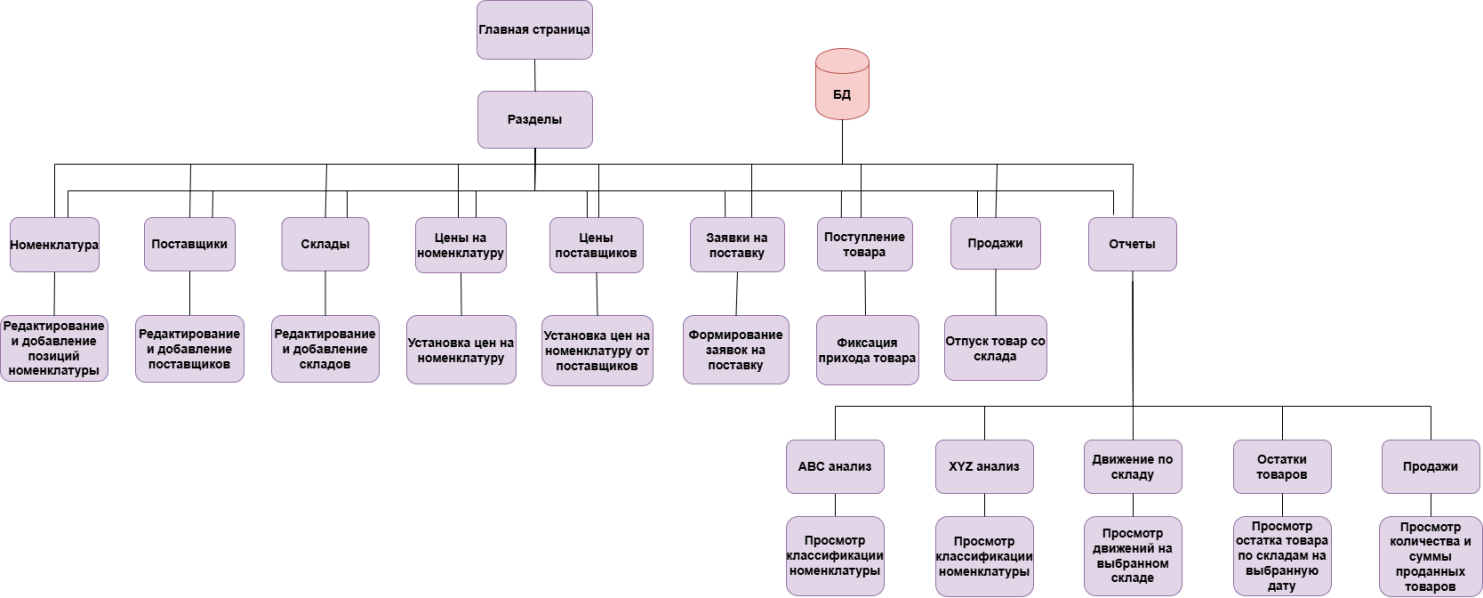 Главная страница
БД
Разделы
Номенклатура
Поставщики
Склады
Цены на
номенклатуру
Цены
поставщиков
Заявки на
поставку
Поступление
товара
Продажи
Отчеты
Редактирование
и добавление
позиций
номенклатуры
Редактирование
и добавление
поставщиков
Редактирование
и добавление
складов
Установка цен на
номенклатуру
Установка цен на
номенклатуру от
поставщиков
Формирование
заявок на
поставку
Фиксация
прихода товара
Отпуск товар со
склада
ABC анализ
XYZ анализ
Движение по
складу
Остатки
товаров
Продажи
Просмотр
классификации
номенклатуры
Просмотр
классификации
номенклатуры
Просмотр
движений на
выбранном
складе
Просмотр
остатка товара
по складам на
выбранную
дату
Просмотр
количества и
суммы
проданных
товаров